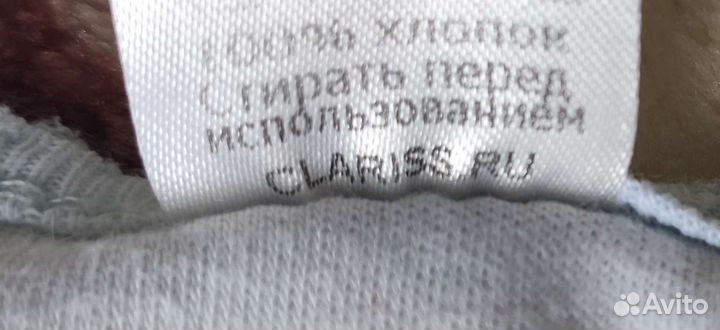 100% хлопок
Стирать перед
использованием
CLARISS.RU
Avito